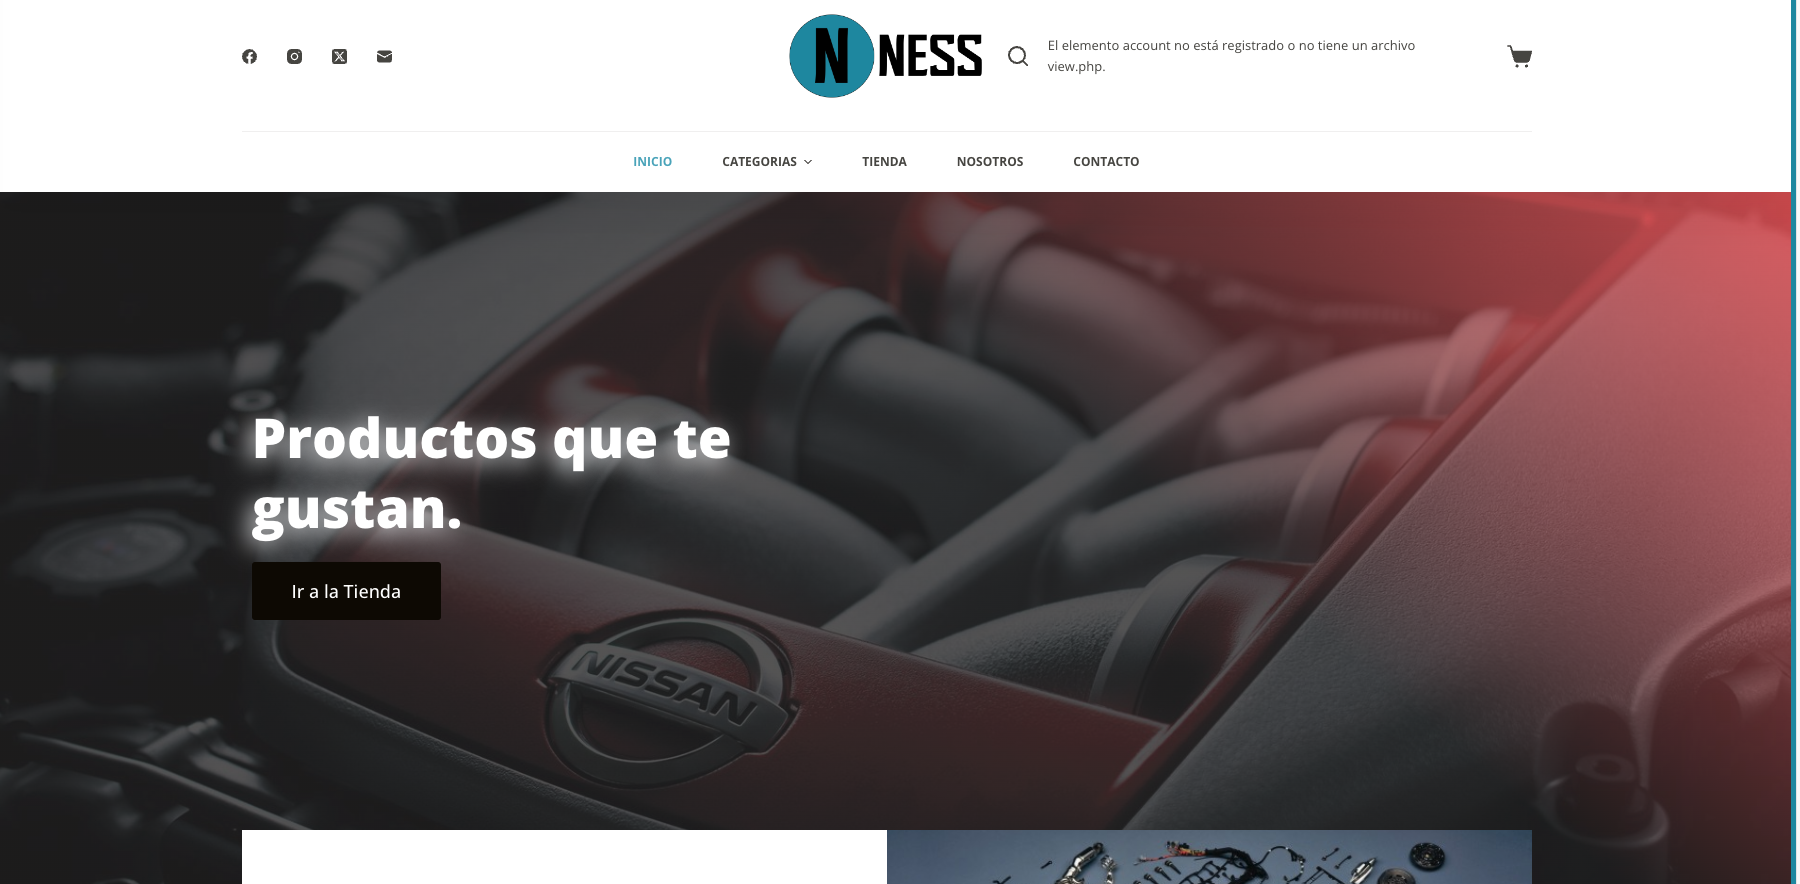 N NESS
El elemento account no está registrado o no tiene un archivo
view.php.
INICIO CATEGORIAS TIENDA NOSOTROS CONTACTO
Productos que te
gustan.
Ir a la Tienda
NISSAN